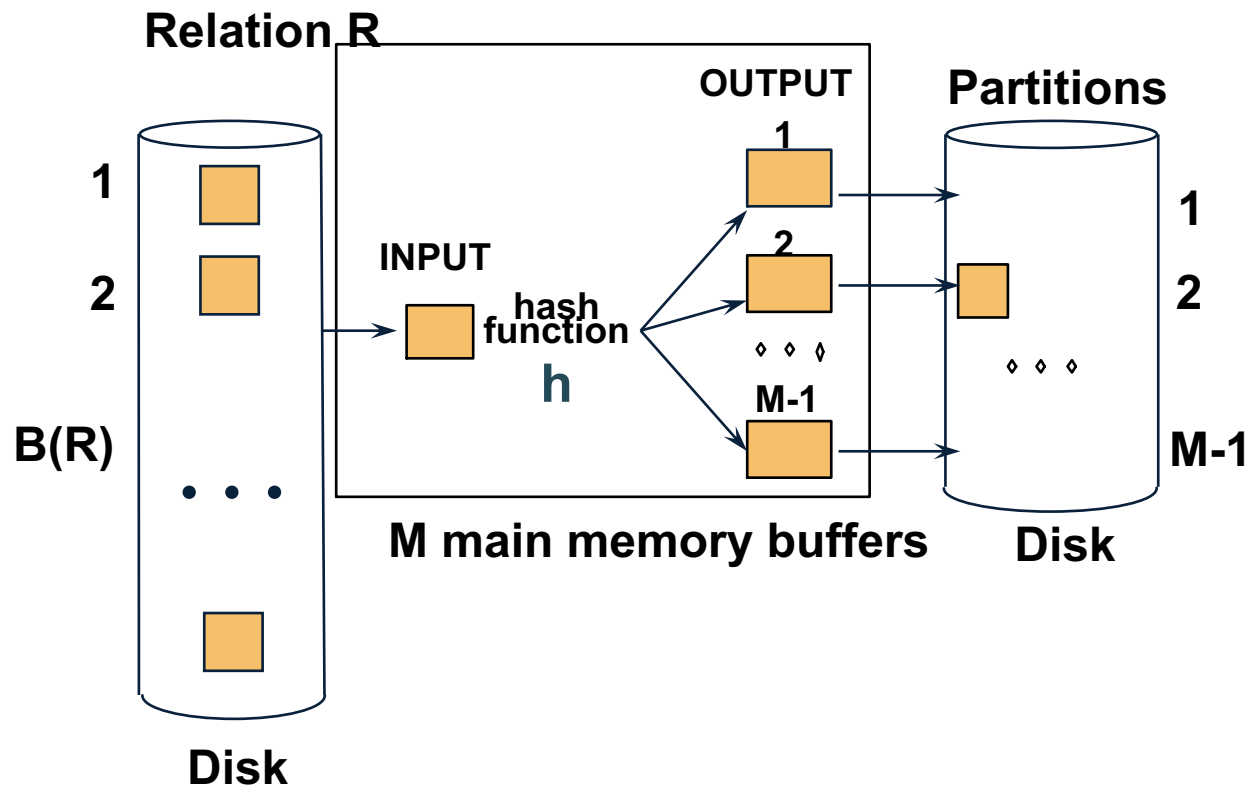 Relation R
OUTPUT
Partitions
1
1
1
2
INPUT
2
2
hash
function
h
M-1
B(R)
M-1
M main memory buffers
Disk
Disk